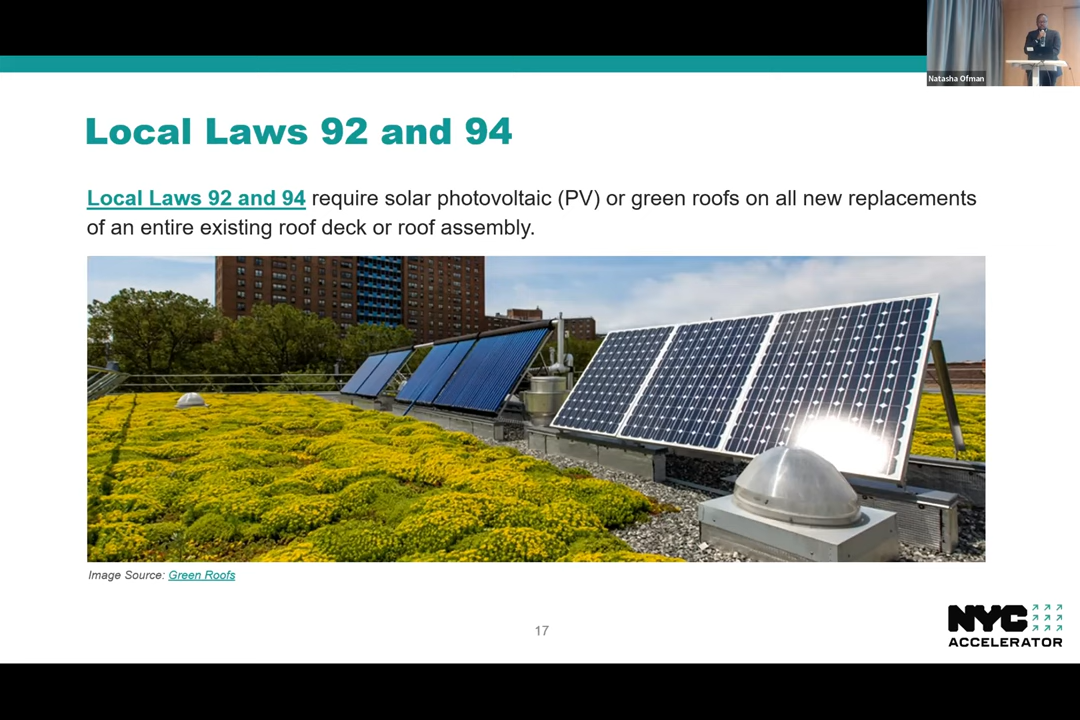 Natasha Ofman
Local Laws 92 and 94
Local Laws 92 and 94 require solar photovoltaic (PV) or green roofs on all new replacements
of an entire existing roof deck or roof assembly.
Image Source: Green Roofs
17
NYC
ACCELERATOR